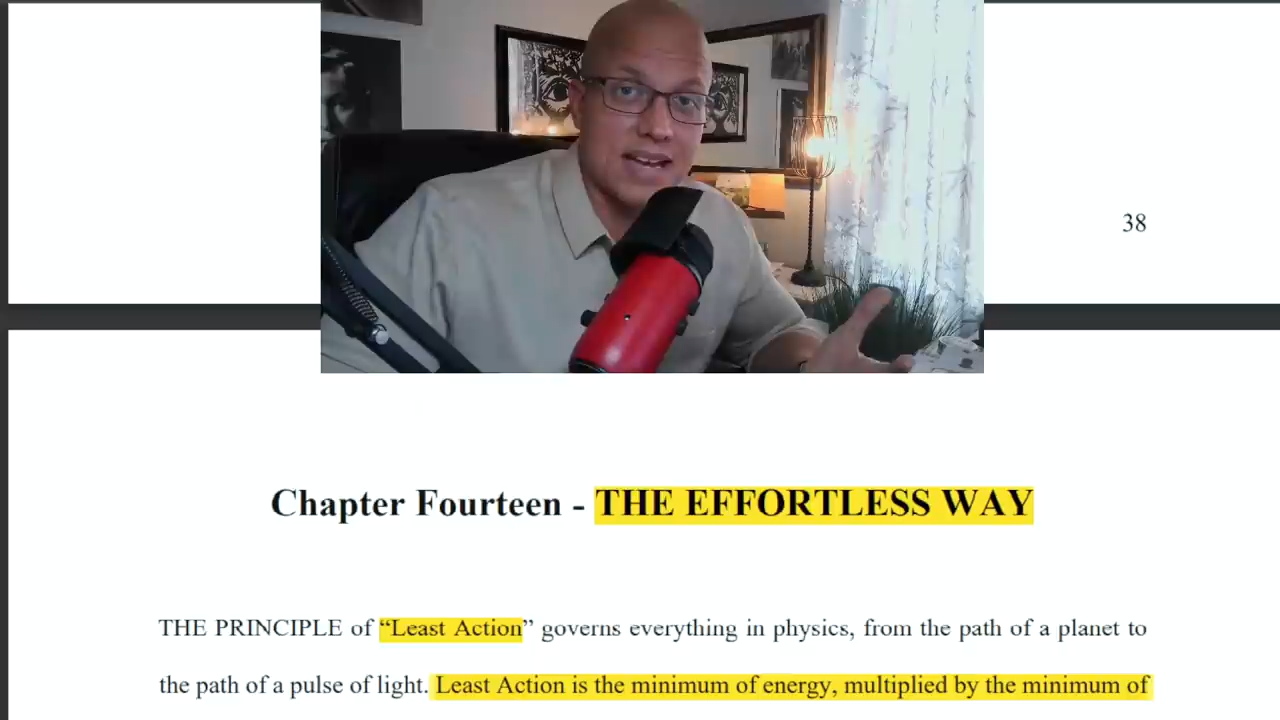 38
Chapter Fourteen - THE EFFORTLESS WAY
THE PRINCIPLE of “Least Action” governs everything in physics, from the path of a planet to
the path of a pulse of light. Least Action is the minimum of energy, multiplied by the minimum of